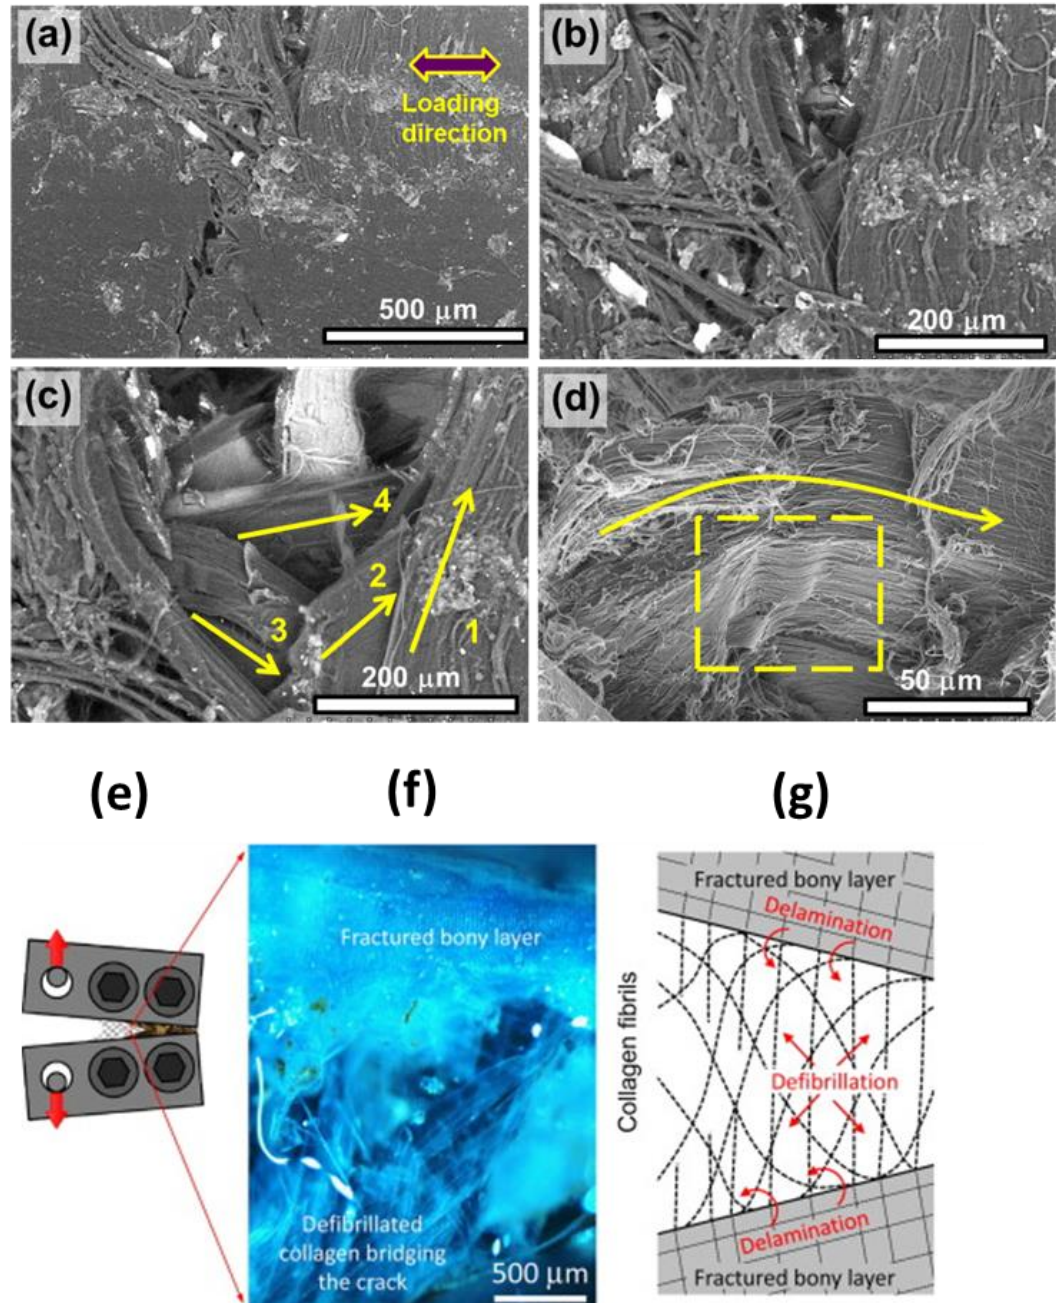 (a)
Loading
direction
500 μm
(b)
200 μm
(c)
4
2
3
1
200 μm
(d)
50 μm
(e)
(f)
(g)
Fractured bony layer
Defibrillated
collagen bridging
the crack
500 μm
Collagen fibrils
Fractured bony layer
Delamination
Defibrillation
Delamination
Fractured bony layer